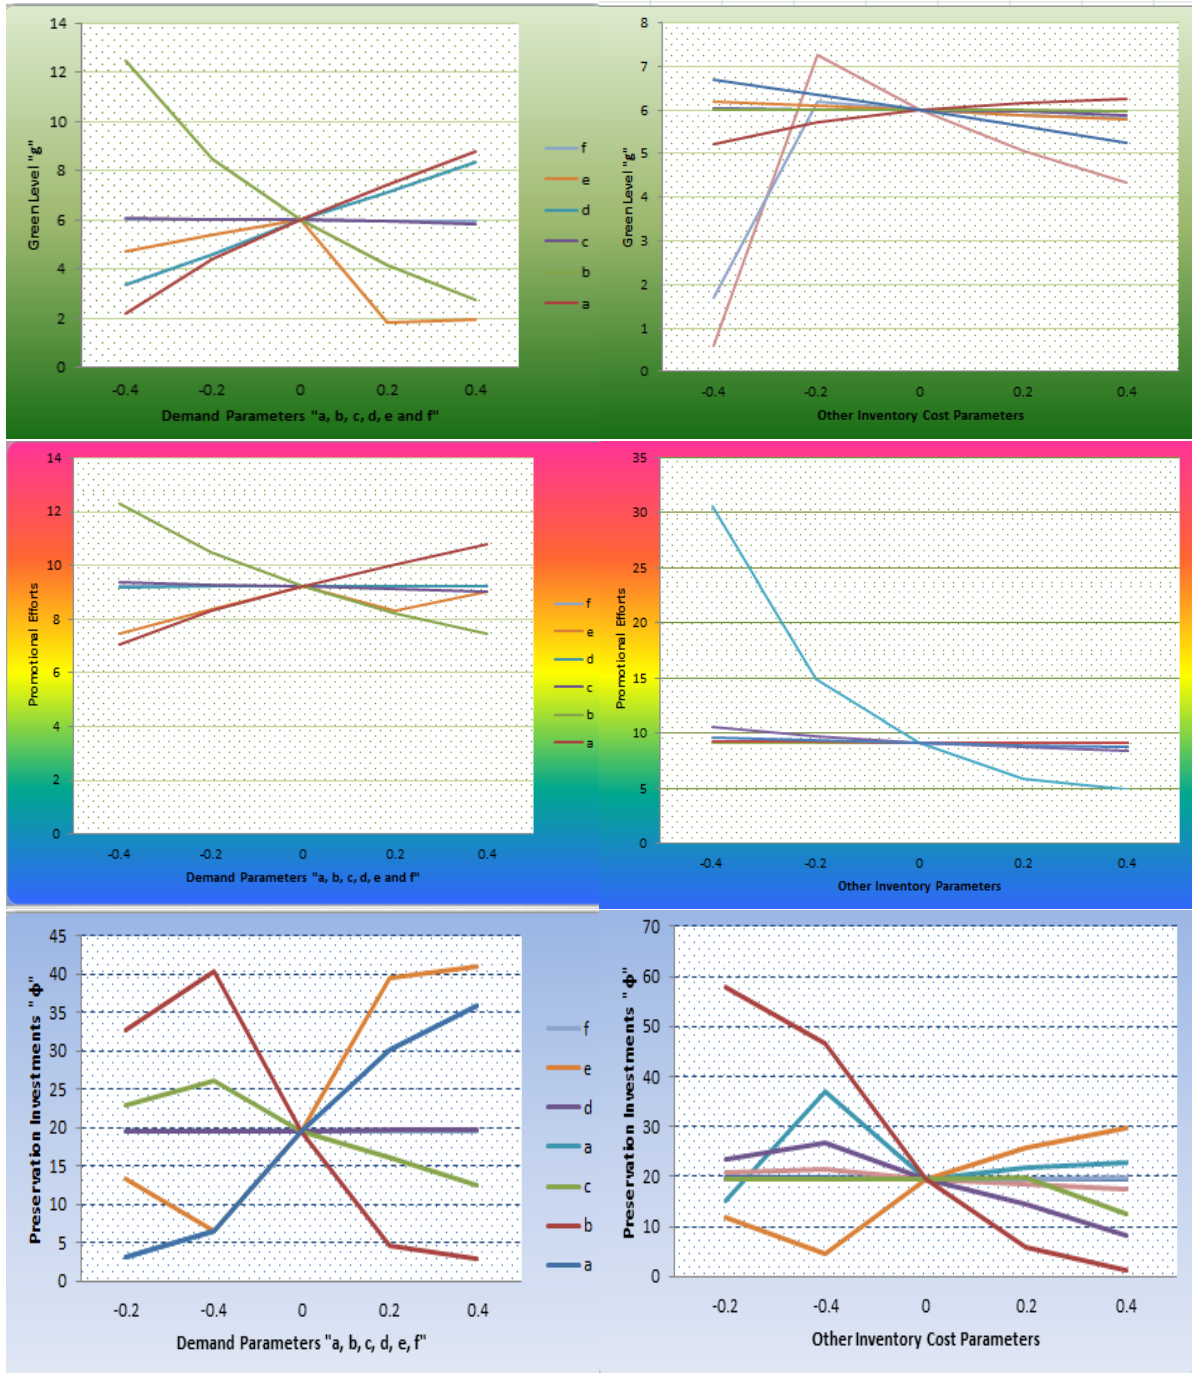 14
12
10
8
6
4
2
0
Green Level "g"
-0.4 -0.2 0 0.2 0.4
Demand Parameters "a, b, c, d, e and f"
f
e
d
c
b
a
8
7
6
5
4
3
2
1
0
Green Level "g"
-0.4 -0.2 0 0.2 0.4
Other Inventory Cost Parameters
14
12
10
8
6
4
2
0
Promotional Efforts
-0.4 -0.2 0 0.2 0.4
Demand Parameters "a, b, c, d, e and f"
f
e
d
c
b
a
35
30
25
20
15
10
5
0
Promotional Efforts
-0.4 -0.2 0 0.2 0.4
Other Inventory Parameters
45
40
35
30
25
20
15
10
5
0
Preservation Investments " ф"
-0.2 -0.4 0 0.2 0.4
Demand Parameters "a, b, c, d, e, f"
f
e
d
a
c
b
a
70
60
50
40
30
20
10
0
Preservation Investments " ф"
-0.2 -0.4 0 0.2 0.4
Other Inventory Cost Parameters